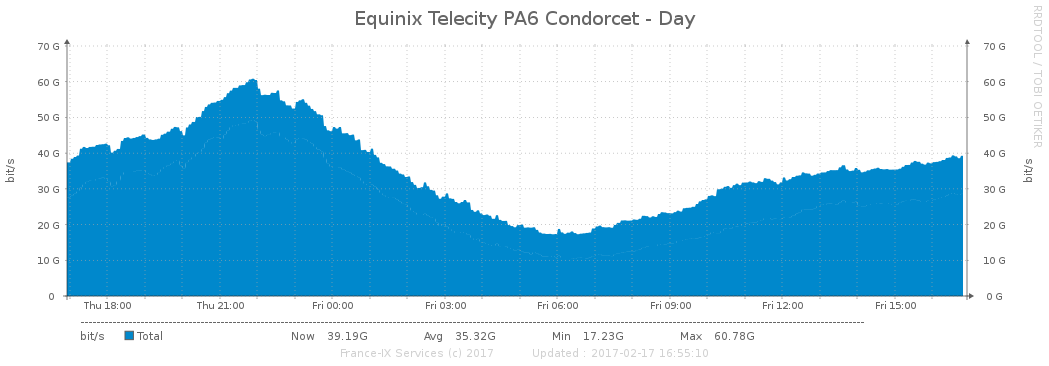 Equinix Telecity PA6 Condorcet - Day
RRDTOOL / TOBI OETIKER
70 G 70 G
60 G 60 G
50 G 50 G
40 G 40 G
30 G 30 G
20 G 20 G
10 G 10 G
0 0 G
bit/s bit/s
Thu 18:00 Thu 21:00 Fri 00:00 Fri 03:00 Fri 06:00 Fri 09:00 Fri 12:00 Fri 15:00
bit/s Total Now 39.19G Avg 35.32G Min 17.23G Max 60.78G
France-IX Services (c) 2017 Updated : 2017-02-17 16:55:10